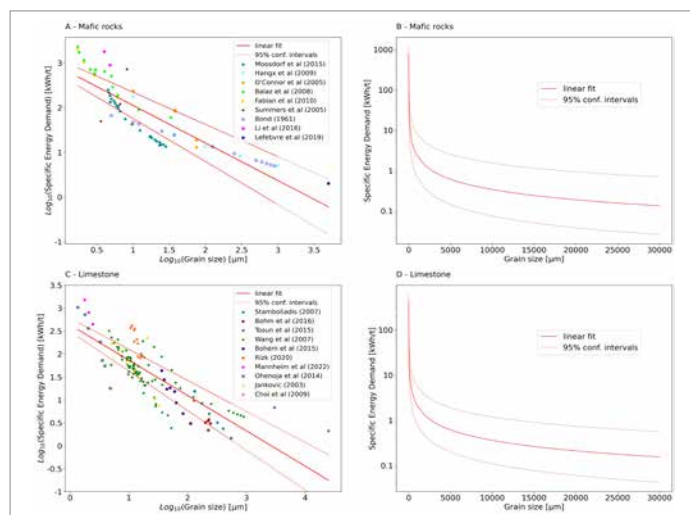 A - Mafic rocks
Log₁₀(Specific Energy Demand) [kWh/t]
3
2
1
0
-1
0.5
1.0
1.5
2.0
2.5
3.0
3.5
Log₁₀(Grain size) [μm]
linear fit
95% conf. intervals
Moosdorf et al (2015)
Hangx et al (2009)
O'Connor et al (2005)
Balaz et al (2008)
Fabian et al (2010)
Summers et al (2005)
Bond (1961)
Li et al (2016)
Lefebvre et al (2019)
B - Mafic rocks
Specific Energy Demand [kWh/t]
1000
100
10
1
0.1
0
5000
10000
15000
20000
25000
30000
Grain size [μm]
linear fit
95% conf. intervals
C - Limestone
Log₁₀(Specific Energy Demand) [kWh/t]
3.5
3.0
2.5
2.0
1.5
1.0
0.5
0.0
-0.5
-1.0
0
1
2
3
4
Log₁₀(Grain size) [μm]
linear fit
95% conf. intervals
Stamboliadis (2007)
Bohm et al (2016)
Tosun et al (2015)
Wang et al (2007)
Bohem et al (2015)
Rizk (2020)
Mannheim et al (2022)
Ohenoja et al (2014)
Jankovic (2003)
Choi et al (2009)
D - Limestone
Specific Energy Demand [kWh/t]
100
10
1
0.1
0
5000
10000
15000
20000
25000
30000
Grain size [μm]
linear fit
95% conf. intervals